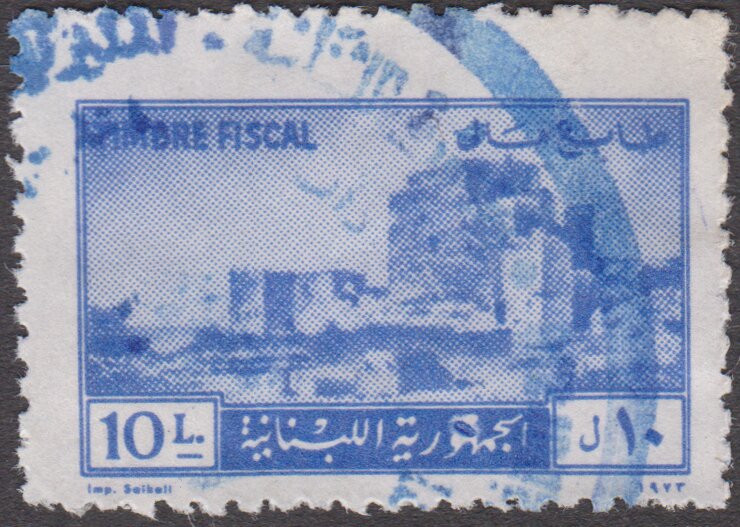 TIMBRE FISCAL
طابع مالي
10 L.
الجمهورية اللبنانية
١٠ ل
Imp. Saikali
١٩٧٣